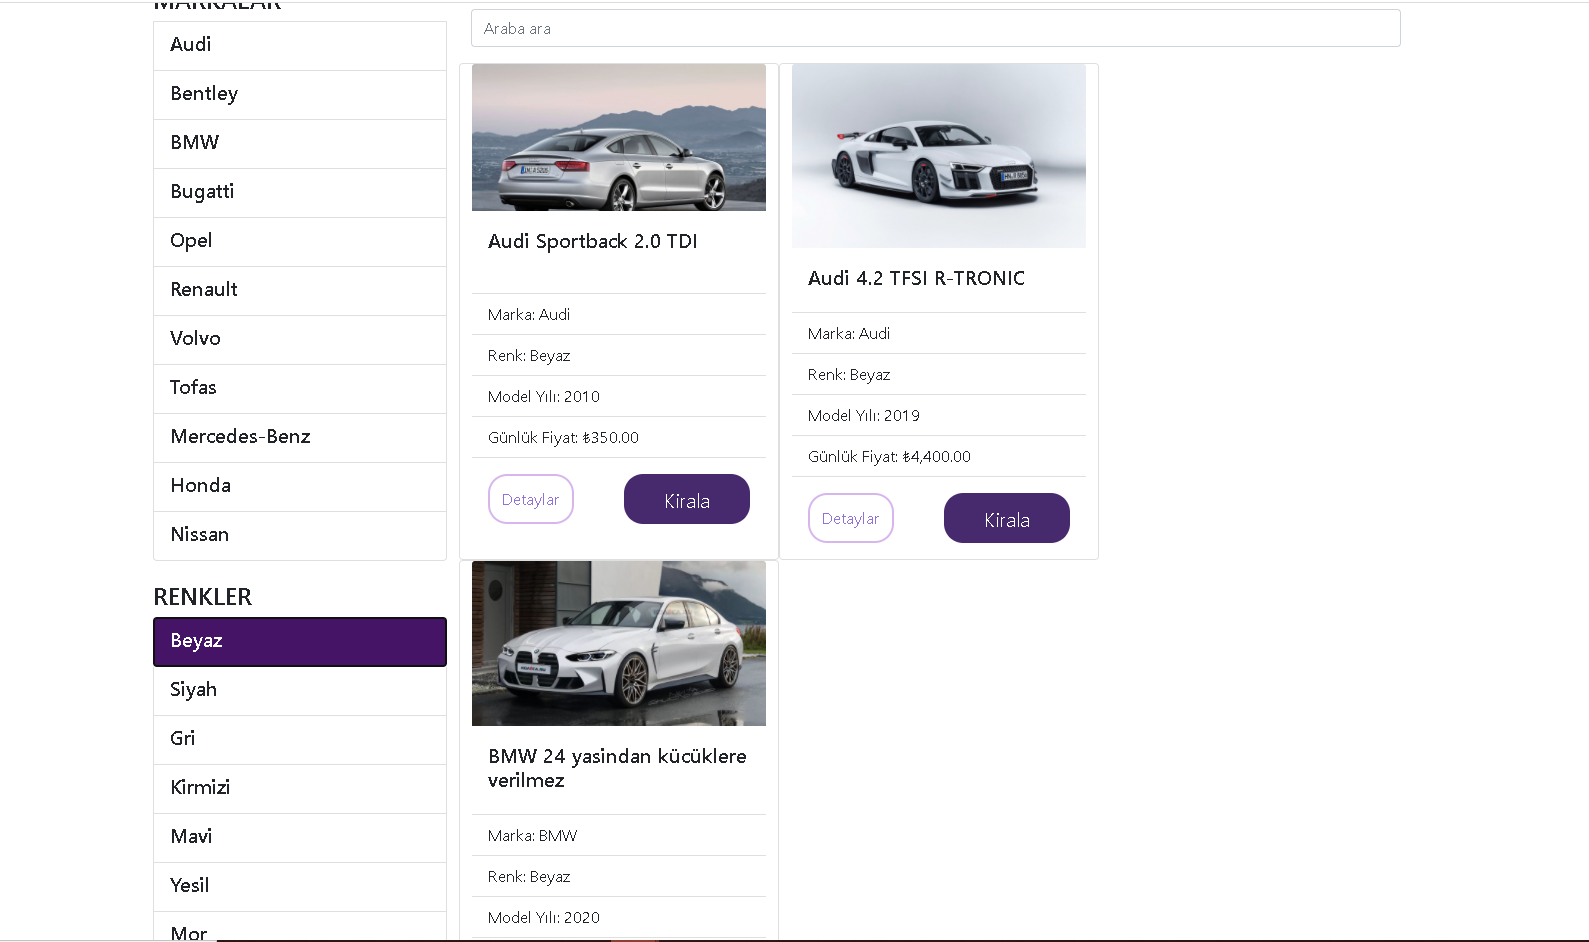 MARKALAR
Audi
Bentley
BMW
Bugatti
Opel
Renault
Volvo
Tofas
Mercedes-Benz
Honda
Nissan
RENKLER
Beyaz
Siyah
Gri
Kirmizi
Mavi
Yesil
Mor
Araba ara
Audi Sportback 2.0 TDI
Marka: Audi
Renk: Beyaz
Model Yılı: 2010
Günlük Fiyat: ₺350.00
Detaylar
Kirala
Audi 4.2 TFSI R-TRONIC
Marka: Audi
Renk: Beyaz
Model Yılı: 2019
Günlük Fiyat: ₺4,400.00
Detaylar
Kirala
BMW 24 yasindan kücüklere
verilmez
Marka: BMW
Renk: Beyaz
Model Yılı: 2020